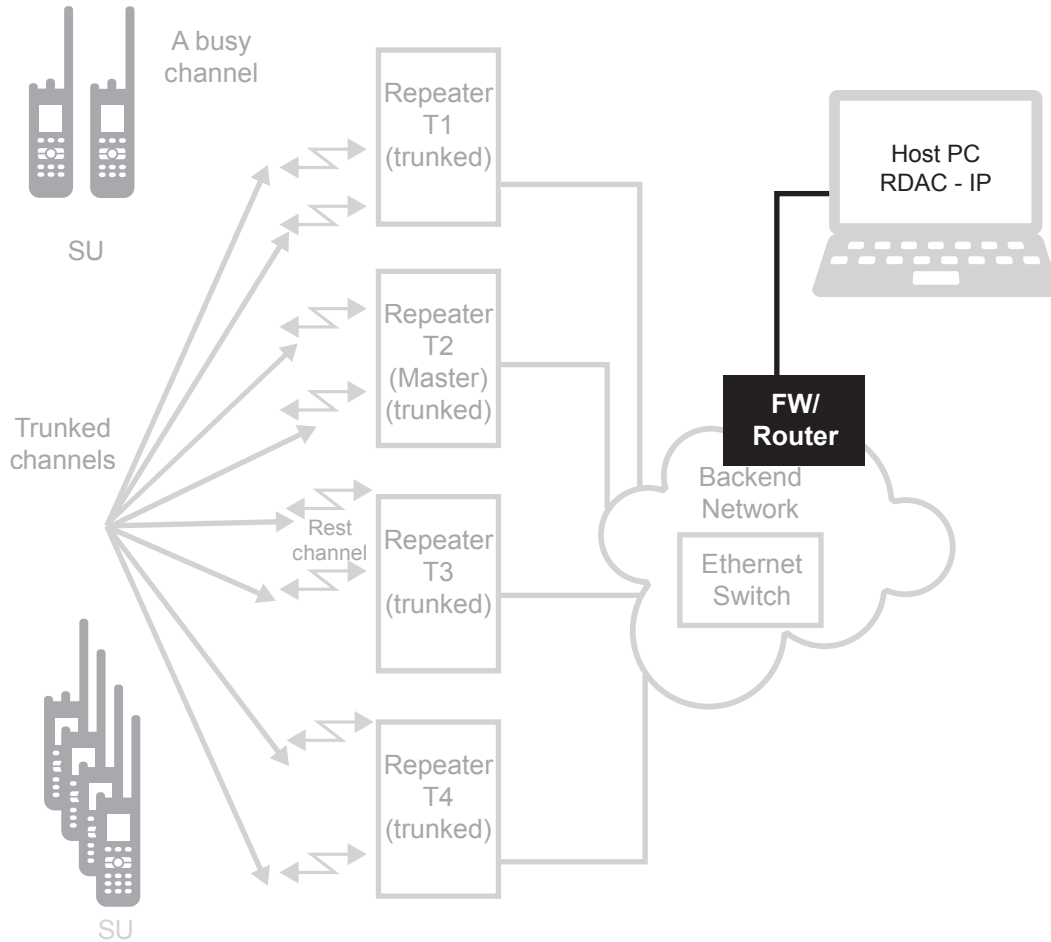 A busy
channel
SU
Repeater
T1
(trunked)
Host PC
RDAC - IP
Repeater
T2
(Master)
(trunked)
FW/
Router
Trunked
channels
Backend
Network
Ethernet
Switch
Rest
channel
Repeater
T3
(trunked)
Repeater
T4
(trunked)
SU